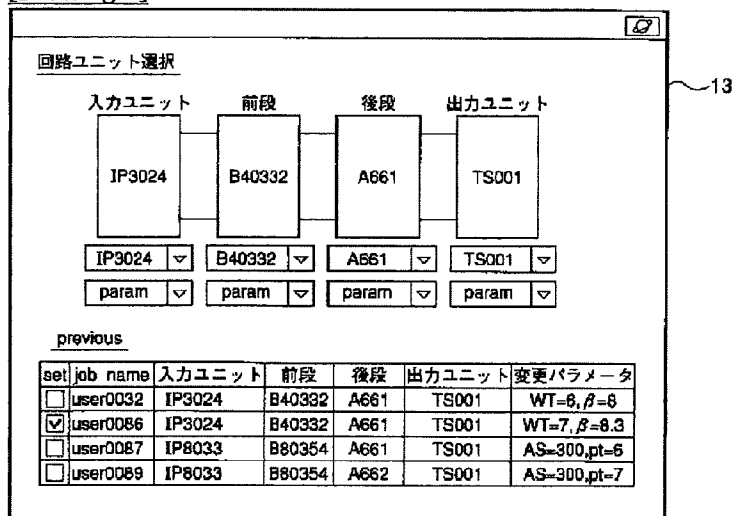 回路ユニット選択
13
入力ユニット 前段 後段 出力ユニット
IP3024 B40332 A661 TS001
IP3024 B40332 A661 TS001
param param param param
previous
set job name 入力ユニット 前段 後段 出力ユニット 変更パラメータ
user0032 IP3024 B40332 A661 TS001 WT=6,β=8
user0086 IP3024 B40332 A661 TS001 WT=7,β=8.3
user0087 IP8033 B80354 A661 TS001 AS=300,pt=6
user0089 IP8033 B80354 A662 TS001 AS=300,pt=7